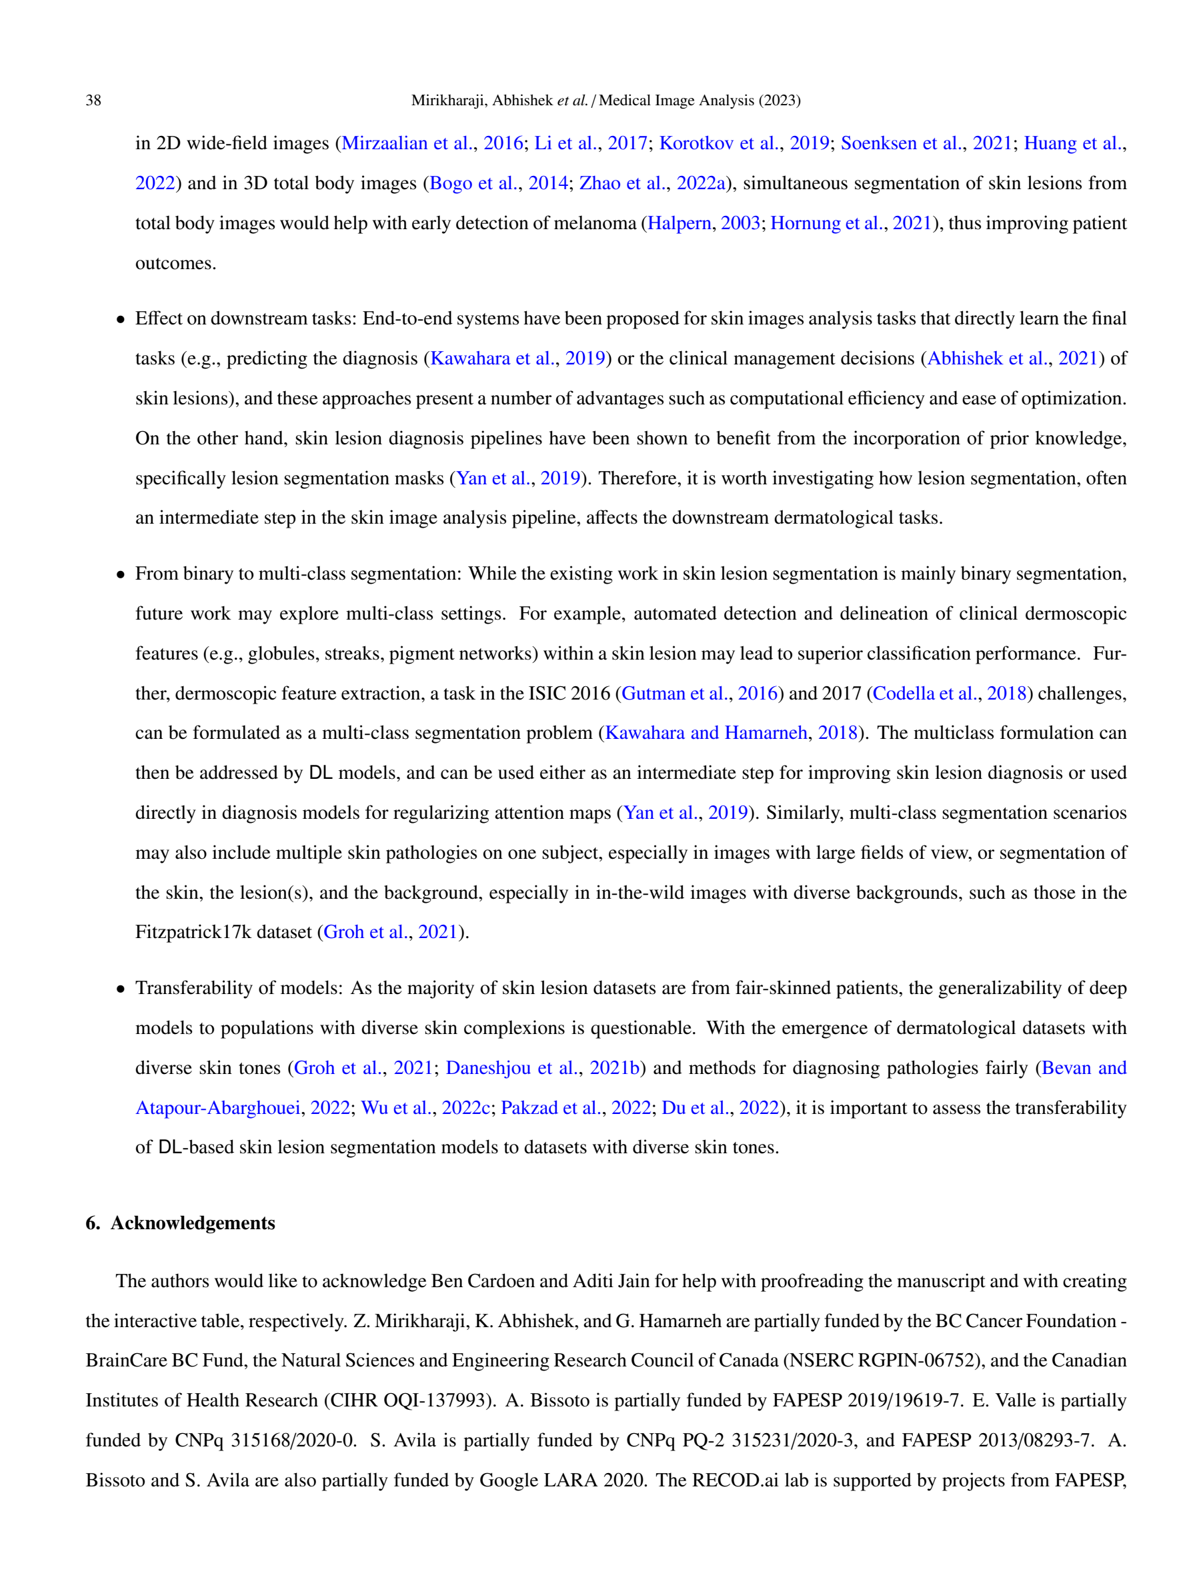 38
Mirikharaji, Abhishek et al. / Medical Image Analysis (2023)
in 2D wide-field images (Mirzaalian et al., 2016; Li et al., 2017; Korotkov et al., 2019; Soenksen et al., 2021; Huang et al.,
2022) and in 3D total body images (Bogo et al., 2014; Zhao et al., 2022a), simultaneous segmentation of skin lesions from
total body images would help with early detection of melanoma (Halpern, 2003; Hornung et al., 2021), thus improving patient
outcomes.
• Effect on downstream tasks: End-to-end systems have been proposed for skin images analysis tasks that directly learn the final
tasks (e.g., predicting the diagnosis (Kawahara et al., 2019) or the clinical management decisions (Abhishek et al., 2021) of
skin lesions), and these approaches present a number of advantages such as computational efficiency and ease of optimization.
On the other hand, skin lesion diagnosis pipelines have been shown to benefit from the incorporation of prior knowledge,
specifically lesion segmentation masks (Yan et al., 2019). Therefore, it is worth investigating how lesion segmentation, often
an intermediate step in the skin image analysis pipeline, affects the downstream dermatological tasks.
• From binary to multi-class segmentation: While the existing work in skin lesion segmentation is mainly binary segmentation,
future work may explore multi-class settings. For example, automated detection and delineation of clinical dermoscopic
features (e.g., globules, streaks, pigment networks) within a skin lesion may lead to superior classification performance. Fur-
ther, dermoscopic feature extraction, a task in the ISIC 2016 (Gutman et al., 2016) and 2017 (Codella et al., 2018) challenges,
can be formulated as a multi-class segmentation problem (Kawahara and Hamarneh, 2018). The multiclass formulation can
then be addressed by DL models, and can be used either as an intermediate step for improving skin lesion diagnosis or used
directly in diagnosis models for regularizing attention maps (Yan et al., 2019). Similarly, multi-class segmentation scenarios
may also include multiple skin pathologies on one subject, especially in images with large fields of view, or segmentation of
the skin, the lesion(s), and the background, especially in in-the-wild images with diverse backgrounds, such as those in the
Fitzpatrick17k dataset (Groh et al., 2021).
• Transferability of models: As the majority of skin lesion datasets are from fair-skinned patients, the generalizability of deep
models to populations with diverse skin complexions is questionable. With the emergence of dermatological datasets with
diverse skin tones (Groh et al., 2021; Daneshjou et al., 2021b) and methods for diagnosing pathologies fairly (Bevan and
Atapour-Abarghouei, 2022; Wu et al., 2022c; Pakzad et al., 2022; Du et al., 2022), it is important to assess the transferability
of DL-based skin lesion segmentation models to datasets with diverse skin tones.
6. Acknowledgements
The authors would like to acknowledge Ben Cardoen and Aditi Jain for help with proofreading the manuscript and with creating
the interactive table, respectively. Z. Mirikharaji, K. Abhishek, and G. Hamarneh are partially funded by the BC Cancer Foundation -
BrainCare BC Fund, the Natural Sciences and Engineering Research Council of Canada (NSERC RGPIN-06752), and the Canadian
Institutes of Health Research (CIHR OQI-137993). A. Bissoto is partially funded by FAPESP 2019/19619-7. E. Valle is partially
funded by CNPq 315168/2020-0. S. Avila is partially funded by CNPq PQ-2 315231/2020-3, and FAPESP 2013/08293-7. A.
Bissoto and S. Avila are also partially funded by Google LARA 2020. The RECOD.ai lab is supported by projects from FAPESP,